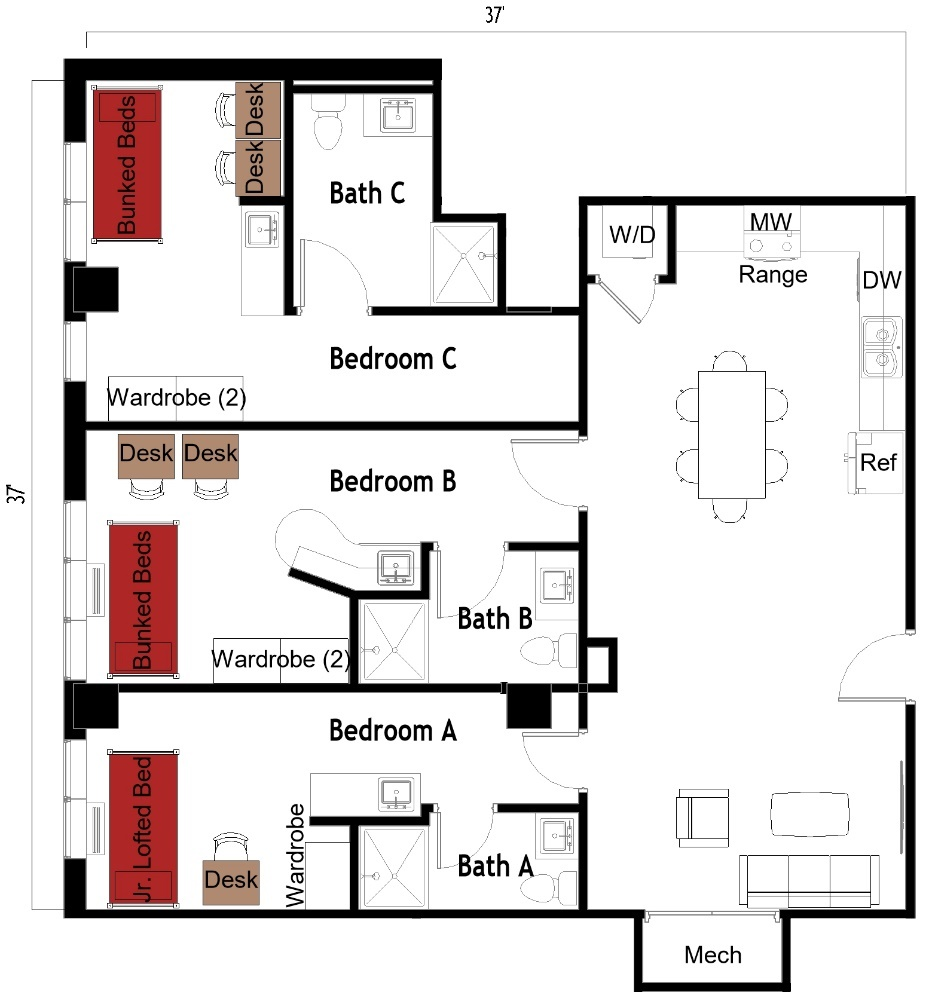 37'
37'
Bunked Beds
Desk
Desk
Bath C
W/D
MW
Range
DW
Bedroom C
Wardrobe (2)
Desk
Desk
Bedroom B
Ref
Bunked Beds
Bath B
Wardrobe (2)
Bedroom A
Jr. Lofted Bed
Desk
Wardrobe
Bath A
Mech